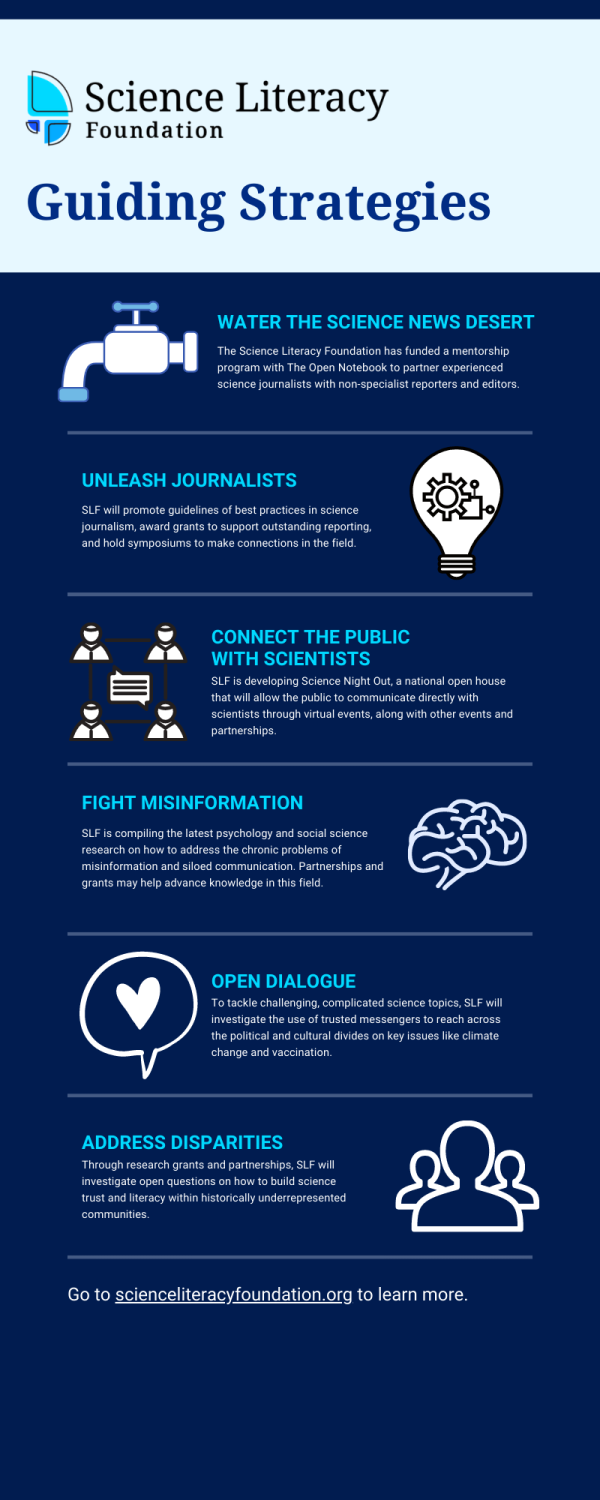 Science Literacy
Foundation
Guiding Strategies
WATER THE SCIENCE NEWS DESERT
The Science Literacy Foundation has funded a mentorship
program with The Open Notebook to partner experienced
science journalists with non-specialist reporters and editors.
UNLEASH JOURNALISTS
SLF will promote guidelines of best practices in science
journalism, award grants to support outstanding reporting,
and hold symposiums to make connections in the field.
CONNECT THE PUBLIC
WITH SCIENTISTS
SLF is developing Science Night Out, a national open house
that will allow the public to communicate directly with
scientists through virtual events, along with other events and
partnerships.
FIGHT MISINFORMATION
SLF is compiling the latest psychology and social science
research on how to address the chronic problems of
misinformation and siloed communication. Partnerships and
grants may help advance knowledge in this field.
OPEN DIALOGUE
To tackle challenging, complicated science topics, SLF will
investigate the use of trusted messengers to reach across
the political and cultural divides on key issues like climate
change and vaccination.
ADDRESS DISPARITIES
Through research grants and partnerships, SLF will
investigate open questions on how to build science
trust and literacy within historically underrepresented
communities.
Go to scienceliteracyfoundation.org to learn more.